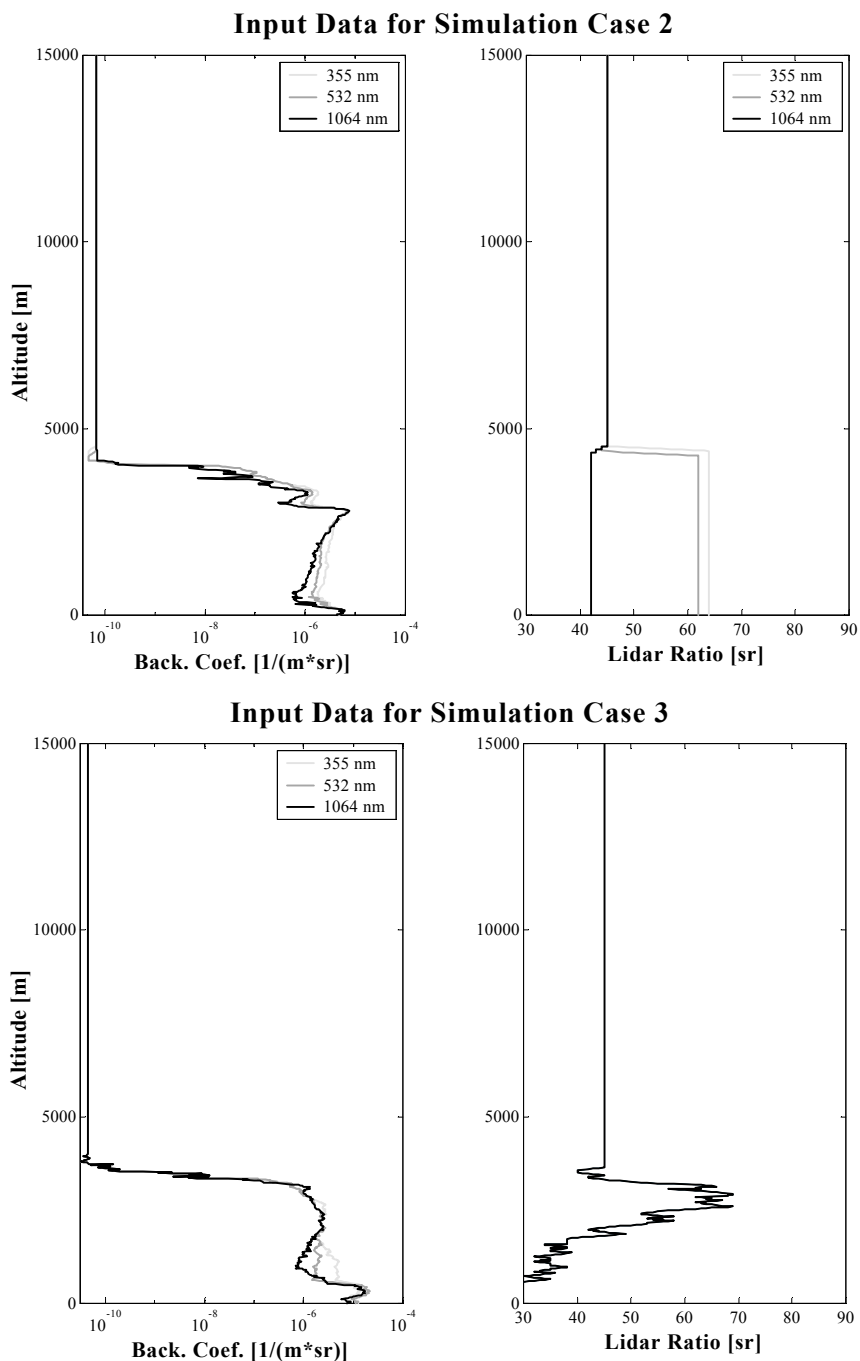 Input Data for Simulation Case 2
15000
10000
5000
0
Altitude [m]
355 nm
532 nm
1064 nm
10⁻¹⁰
10⁻⁸
10⁻⁶
10⁻⁴
Back. Coef. [1/(m*sr)]
355 nm
532 nm
1064 nm
15000
10000
5000
0
30
40
50
60
70
80
90
Lidar Ratio [sr]
Input Data for Simulation Case 3
15000
10000
5000
0
Altitude [m]
355 nm
532 nm
1064 nm
10⁻¹⁰
10⁻⁸
10⁻⁶
10⁻⁴
Back. Coef. [1/(m*sr)]
15000
10000
5000
0
30
40
50
60
70
80
90
Lidar Ratio [sr]